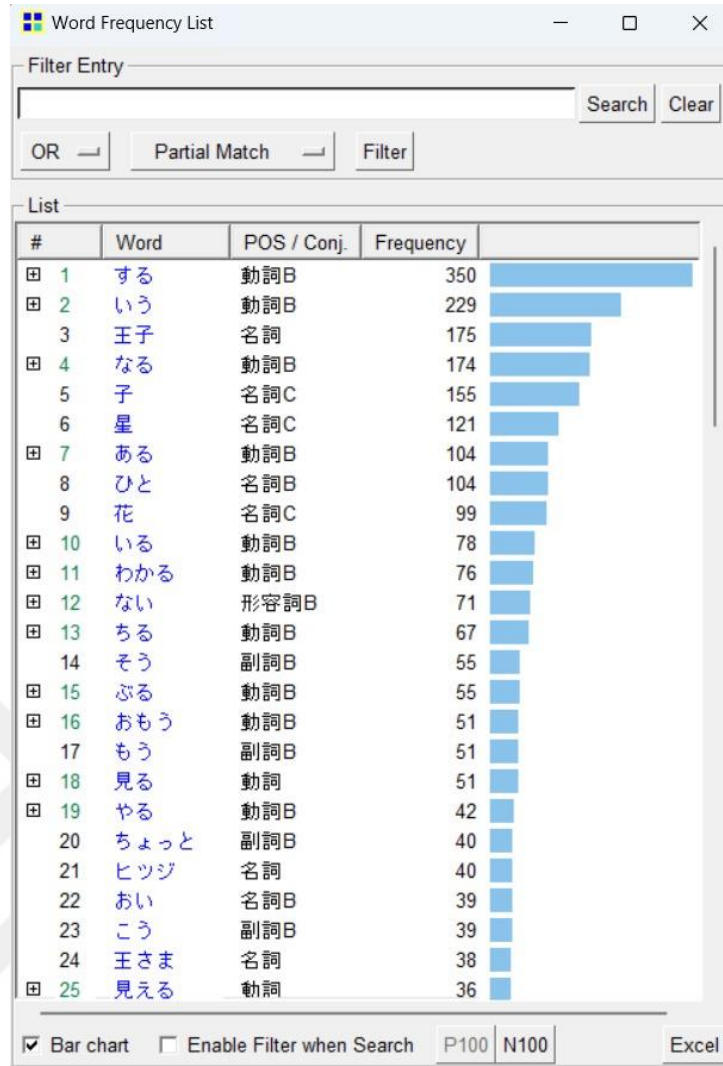 Word Frequency List
Filter Entry
Search Clear
OR Partial Match Filter
List
# Word POS / Conj. Frequency
1 する 動詞B 350
2 いう 動詞B 229
3 王子 名詞 175
4 なる 動詞B 174
5 子 名詞C 155
6 星 名詞C 121
7 ある 動詞B 104
8 ひと 名詞B 104
9 花 名詞C 99
10 いる 動詞B 78
11 わかる 動詞B 76
12 ない 形容詞B 71
13 ちる 動詞B 67
14 そう 副詞B 55
15 ぶる 動詞B 55
16 おもう 動詞B 51
17 もう 副詞B 51
18 見る 動詞 51
19 やる 動詞B 42
20 ちょっと 副詞B 40
21 ヒツジ 名詞 40
22 おい 名詞B 39
23 こう 副詞B 39
24 王さま 名詞 38
25 見える 動詞 36
Bar chart Enable Filter when Search P100 N100 Excel